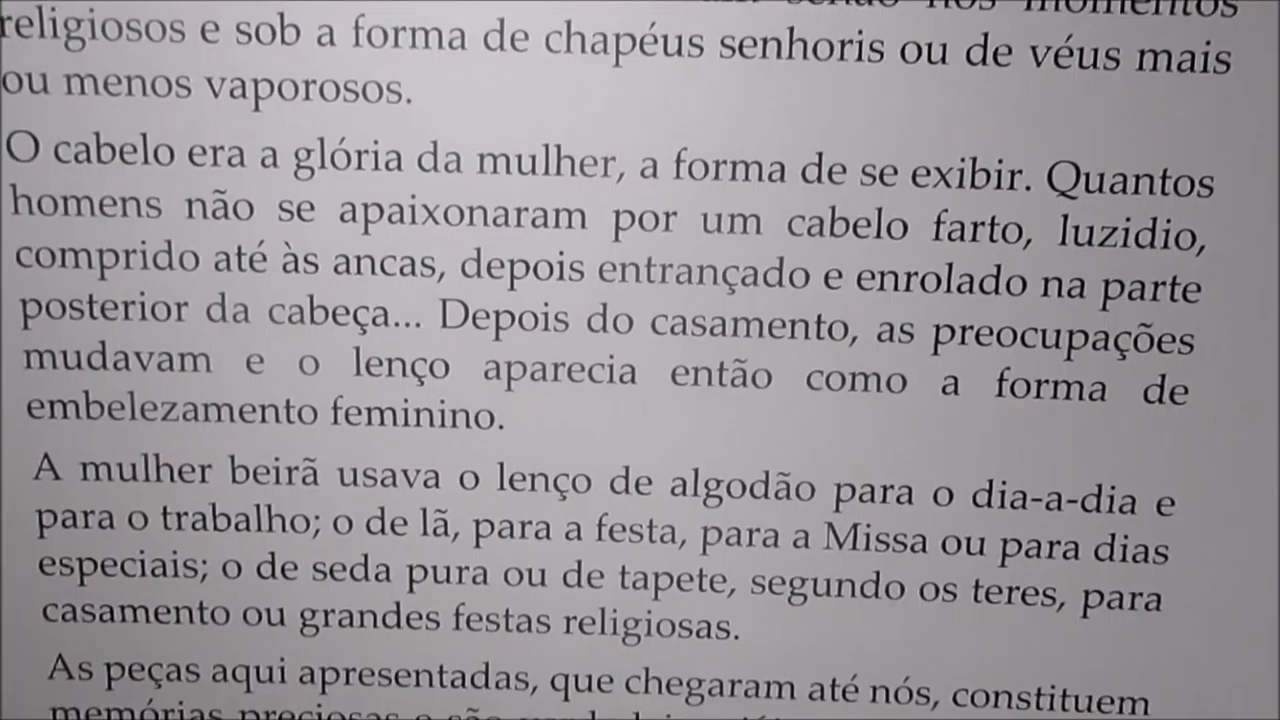 nos momentos
religiosos e sob a forma de chapéus senhoris ou de véus mais
ou menos vaporosos.
O cabelo era a glória da mulher, a forma de se exibir. Quantos
homens não se apaixonaram por um cabelo farto, luzidio,
comprido até às ancas, depois entrançado e enrolado na parte
posterior da cabeça... Depois do casamento, as preocupações
mudavam e o lenço aparecia então como a forma de
embelezamento feminino.
A mulher beirã usava o lenço de algodão para o dia-a-dia e
para o trabalho; o de lã, para a festa, para a Missa ou para dias
especiais; o de seda pura ou de tapete, segundo os teres, para
casamento ou grandes festas religiosas.
As peças aqui apresentadas, que chegaram até nós, constituem
memórias preciosas e são